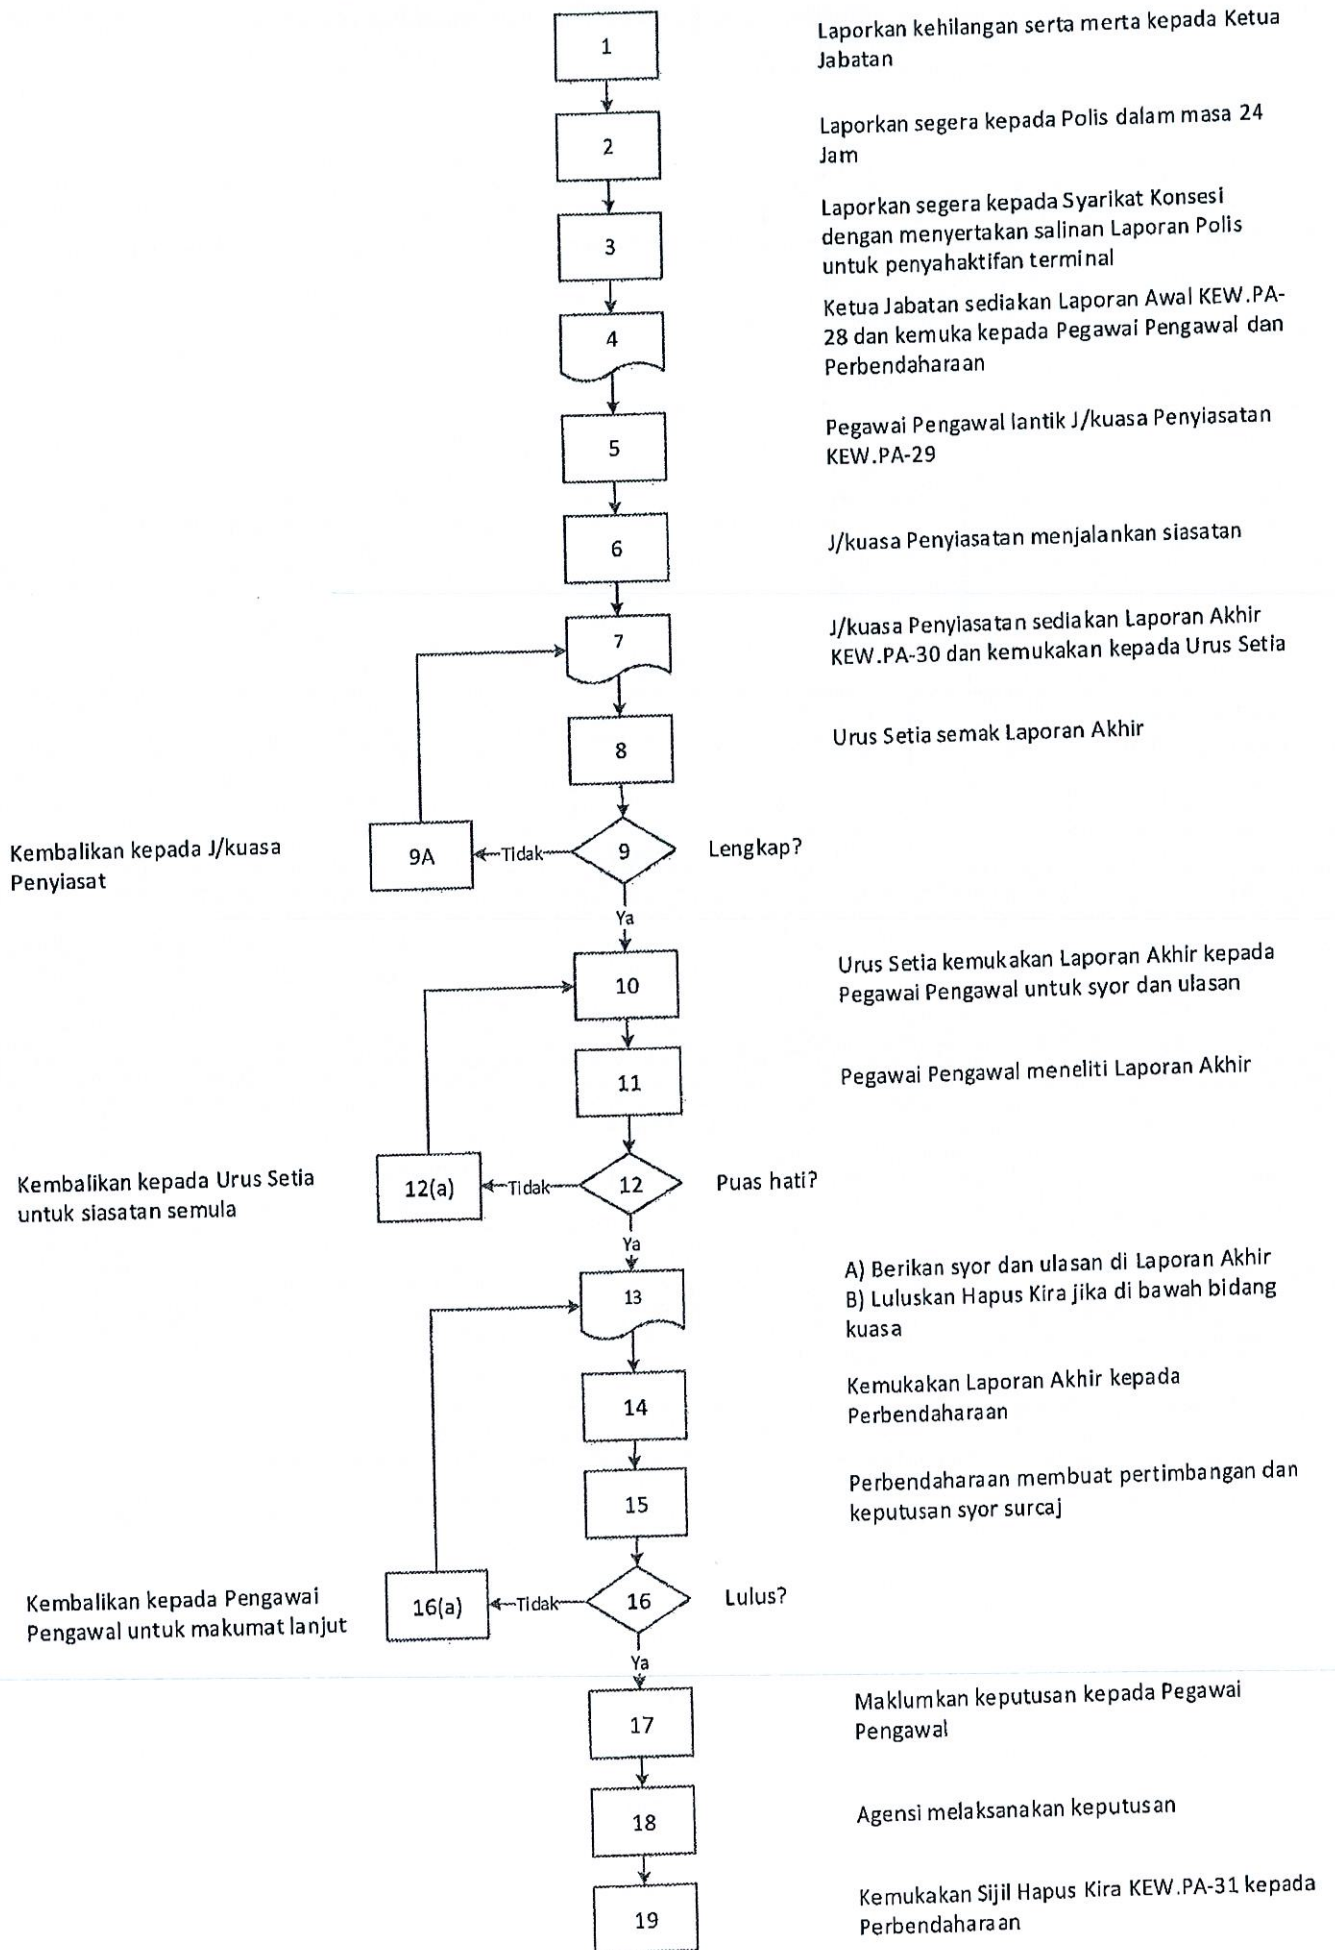 1
Laporkan kehilangan serta merta kepada Ketua
Jabatan
2
Laporkan segera kepada Polis dalam masa 24
Jam
3
Laporkan segera kepada Syarikat Konsesi
dengan menyertakan salinan Laporan Polis
untuk penyahaktifan terminal
4
Ketua Jabatan sediakan Laporan Awal KEW.PA-
28 dan kemuka kepada Pegawai Pengawal dan
Perbendaharaan
5
Pegawai Pengawal lantik J/kuasa Penyiasatan
KEW.PA-29
6
J/kuasa Penyiasatan menjalankan siasatan
7
J/kuasa Penyiasatan sediakan Laporan Akhir
KEW.PA-30 dan kemukakan kepada Urus Setia
8
Urus Setia semak Laporan Akhir
Kembalikan kepada J/kuasa
Penyiasat
9A
Tidak
9
Lengkap?
Ya
10
Urus Setia kemukakan Laporan Akhir kepada
Pegawai Pengawal untuk syor dan ulasan
11
Pegawai Pengawal meneliti Laporan Akhir
Kembalikan kepada Urus Setia
untuk siasatan semula
12(a)
Tidak
12
Puas hati?
Ya
13
A) Berikan syor dan ulasan di Laporan Akhir
B) Luluskan Hapus Kira jika di bawah bidang
kuasa
14
Kemukakan Laporan Akhir kepada
Perbendaharaan
15
Perbendaharaan membuat pertimbangan dan
keputusan syor surcaj
Kembalikan kepada Pengawai
Pengawal untuk makumat lanjut
16(a)
Tidak
16
Lulus?
Ya
17
Maklumkan keputusan kepada Pegawai
Pengawal
18
Agensi melaksanakan keputusan
19
Kemukakan Sijil Hapus Kira KEW.PA-31 kepada
Perbendaharaan